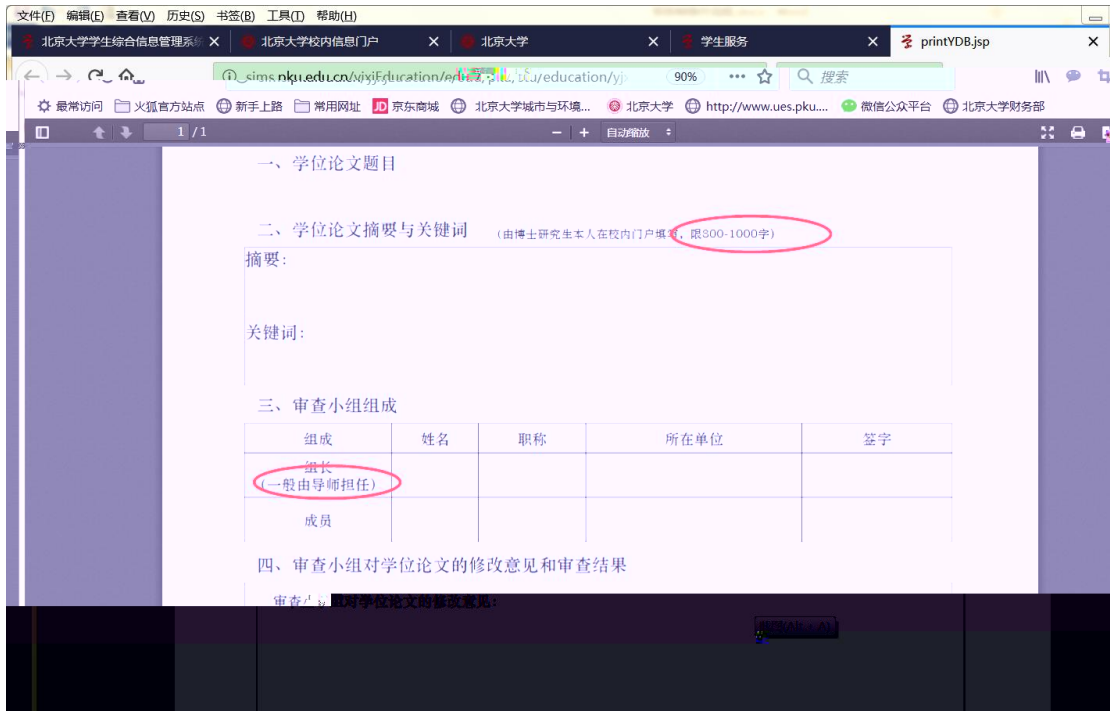 文件(F) 编辑(E) 查看(V) 历史(S) 书签(B) 工具(T) 帮助(H)
北京大学学生综合信息管理系统 北京大学校内信息门户 北京大学 学生服务 printYDB.jsp
90% 搜索
最常访问 火狐官方站点 新手上路 常用网址 JD 京东商城 北京大学城市与环境... 北京大学 http://www.ues.pku.... 微信公众平台 北京大学财务部
1 / 1 自动缩放
一、学位论文题目
二、学位论文摘要与关键词 (由博士研究生本人在校内门户填写，限800-1000字)
摘要:
关键词:
三、审查小组组成
组成 姓名 职称 所在单位 签字
组长
(一般由导师担任)
成员
四、审查小组对学位论文的修改意见和审查结果
审查小组对学位论文的修改意见: